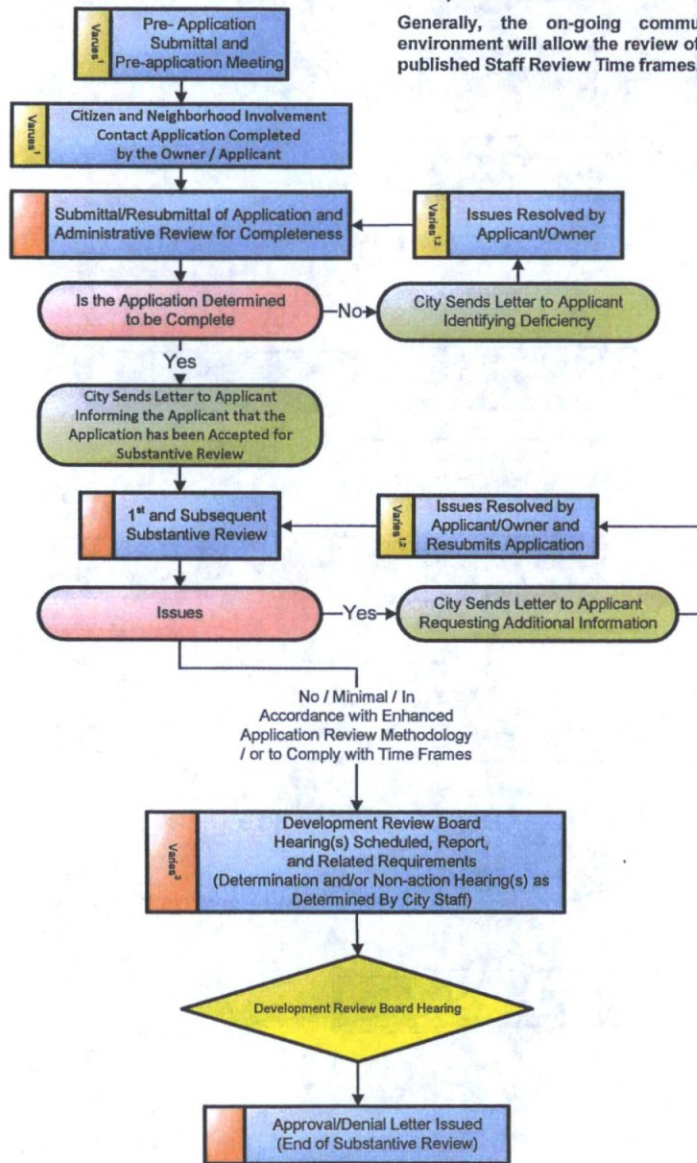 Generally, the on-going commu
environment will allow the review of
published Staff Review Time frames.
Varues¹
Pre- Application
Submittal and
Pre-application Meeting
Varues¹
Citizen and Neighborhood Involvement
Contact Application Completed
by the Owner / Applicant
Submittal/Resubmittal of Application and
Administrative Review for Completeness
Varies¹,²
Issues Resolved by
Applicant/Owner
Is the Application Determined
to be Complete
No
City Sends Letter to Applicant
Identifying Deficiency
Yes
City Sends Letter to Applicant
Informing the Applicant that the
Application has been Accepted for
Substantive Review
1st and Subsequent
Substantive Review
Varies¹,²
Issues Resolved by
Applicant/Owner and
Resubmits Application
Issues
Yes
City Sends Letter to Applicant
Requesting Additional Information
No / Minimal / In
Accordance with Enhanced
Application Review Methodology
/ or to Comply with Time Frames
Varies³
Development Review Board
Hearing(s) Scheduled, Report,
and Related Requirements
(Determination and/or Non-action Hearing(s) as
Determined By City Staff)
Development Review Board Hearing
Approval/Denial Letter Issued
(End of Substantive Review)